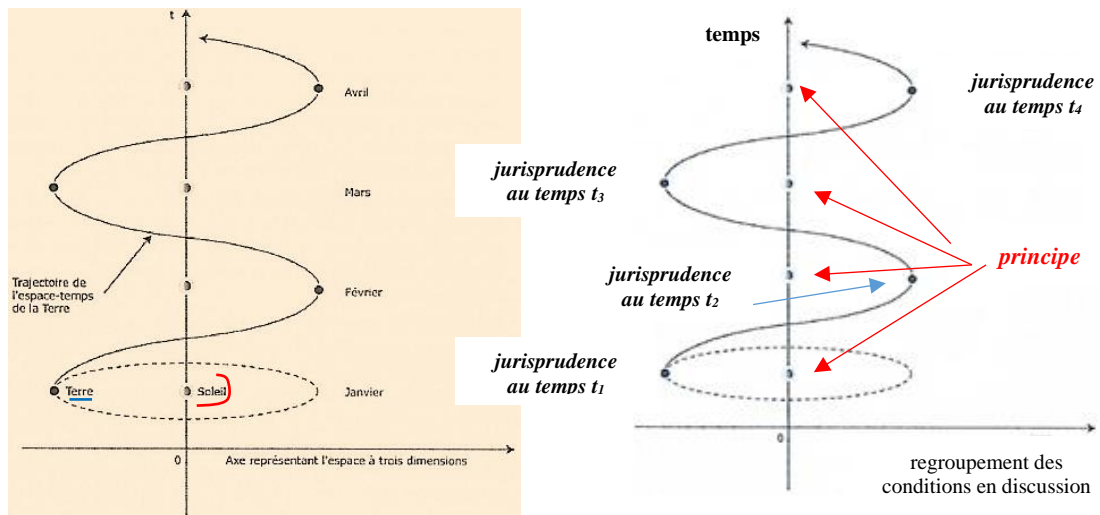 t
Avril
Mars
Trajectoire de
l'espace-temps
de la Terre
Février
Terre
Soleil
Janvier
0
Axe représentant l'espace à trois dimensions
temps
jurisprudence
au temps t4
jurisprudence
au temps t3
principe
jurisprudence
au temps t2
jurisprudence
au temps t1
0
regroupement des
conditions en discussion